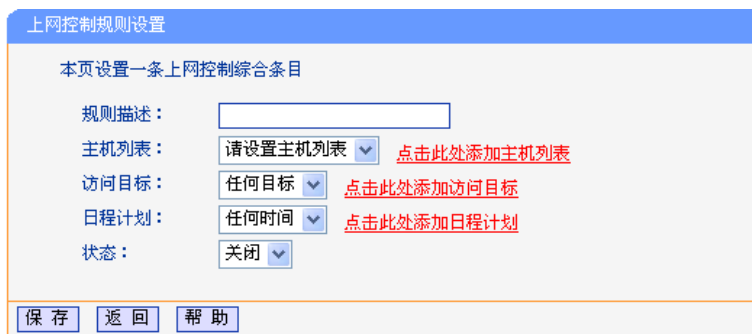 上网控制规则设置
本页设置一条上网控制综合条目
规则描述：
主机列表： 请设置主机列表 点击此处添加主机列表
访问目标： 任何目标 点击此处添加访问目标
日程计划： 任何时间 点击此处添加日程计划
状态： 关闭
保 存 返 回 帮 助